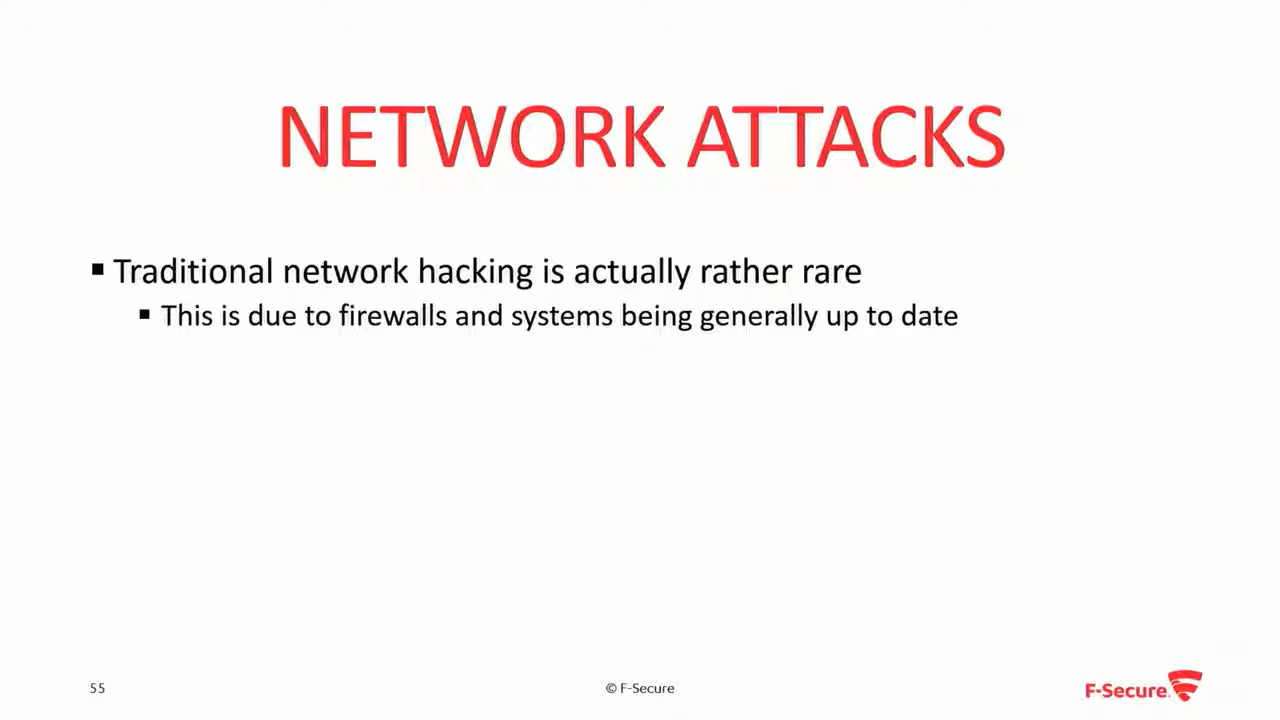 NETWORK ATTACKS
▪ Traditional network hacking is actually rather rare
▪ This is due to firewalls and systems being generally up to date
55
© F-Secure
F-Secure.